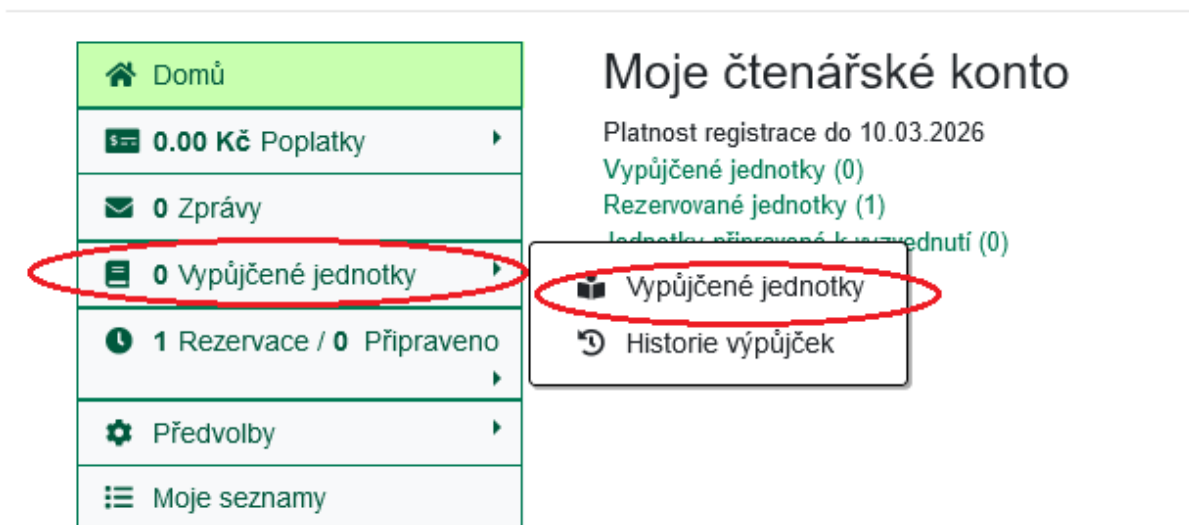 Domů
0.00 Kč Poplatky
0 Zprávy
0 Vypůjčené jednotky
1 Rezervace / 0 Připraveno
Předvolby
Moje seznamy
Moje čtenářské konto
Platnost registrace do 10.03.2026
Vypůjčené jednotky (0)
Rezervované jednotky (1)
Jednotky připravené k vyzvednutí (0)
Vypůjčené jednotky
Historie výpůjček